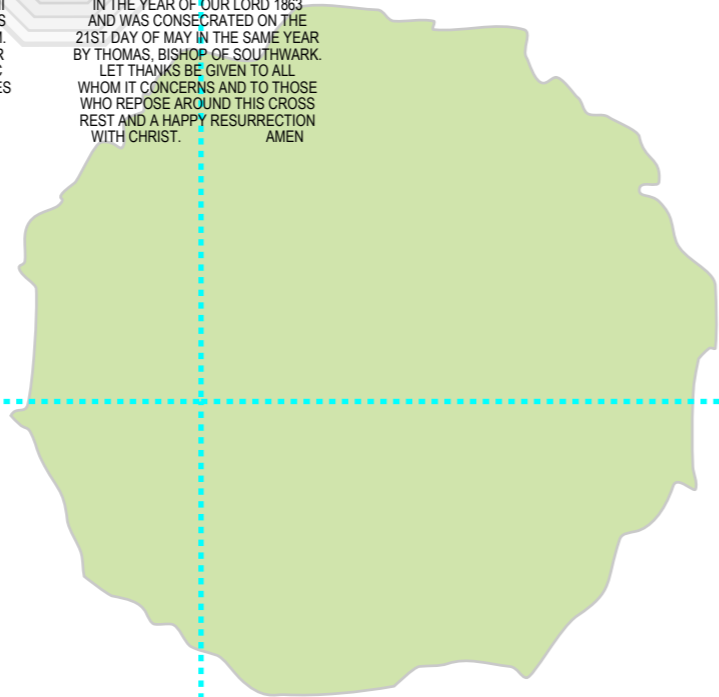 IN THE YEAR OF OUR LORD 1863
AND WAS CONSECRATED ON THE
21ST DAY OF MAY IN THE SAME YEAR
BY THOMAS, BISHOP OF SOUTHWARK.
LET THANKS BE GIVEN TO ALL
WHOM IT CONCERNS AND TO THOSE
WHO REPOSE AROUND THIS CROSS
REST AND A HAPPY RESURRECTION
WITH CHRIST. AMEN